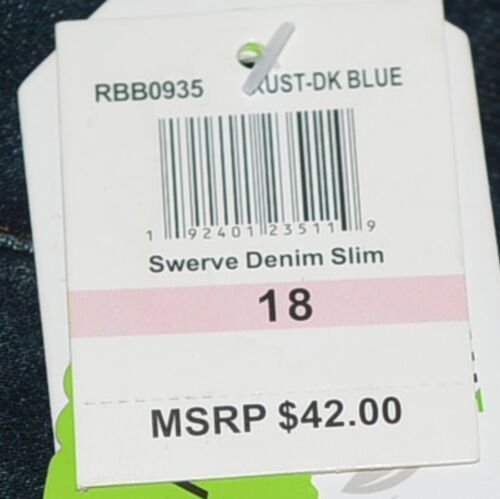 RBB0935 RUST-DK BLUE
1 92401 23511 9
Swerve Denim Slim
18
MSRP $42.00